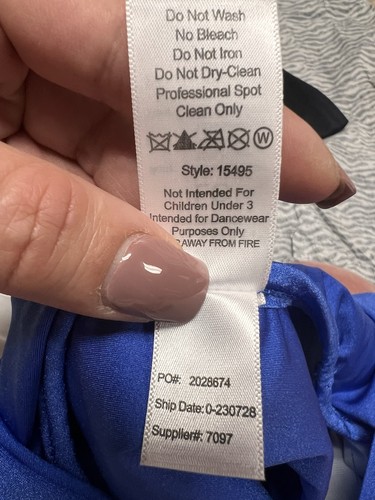 Do Not Wash
No Bleach
Do Not Iron
Do Not Dry-Clean
Professional Spot
Clean Only
W
Style: 15495
Not Intended For
Children Under 3
Intended for Dancewear
Purposes Only
AWAY FROM FIRE
PO#: 2028674
Ship Date:0-230728
Supplier#: 7097